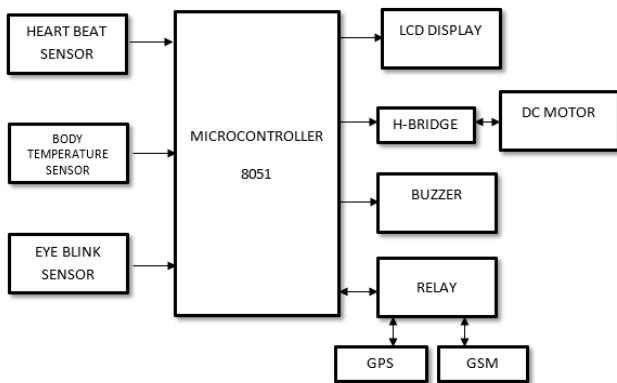 HEART BEAT
SENSOR
BODY
TEMPERATURE
SENSOR
EYE BLINK
SENSOR
MICROCONTROLLER
8051
LCD DISPLAY
H-BRIDGE
DC MOTOR
BUZZER
RELAY
GPS
GSM